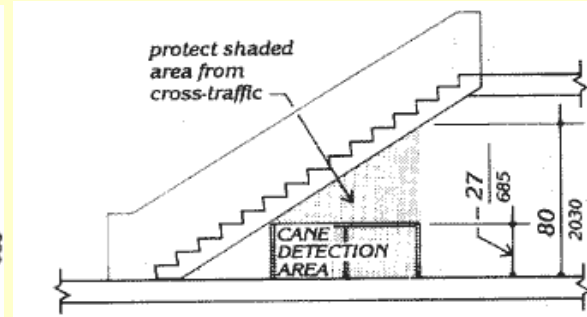 protect shaded
area from
cross-traffic
CANE
DETECTION
AREA
27
685
80
2030